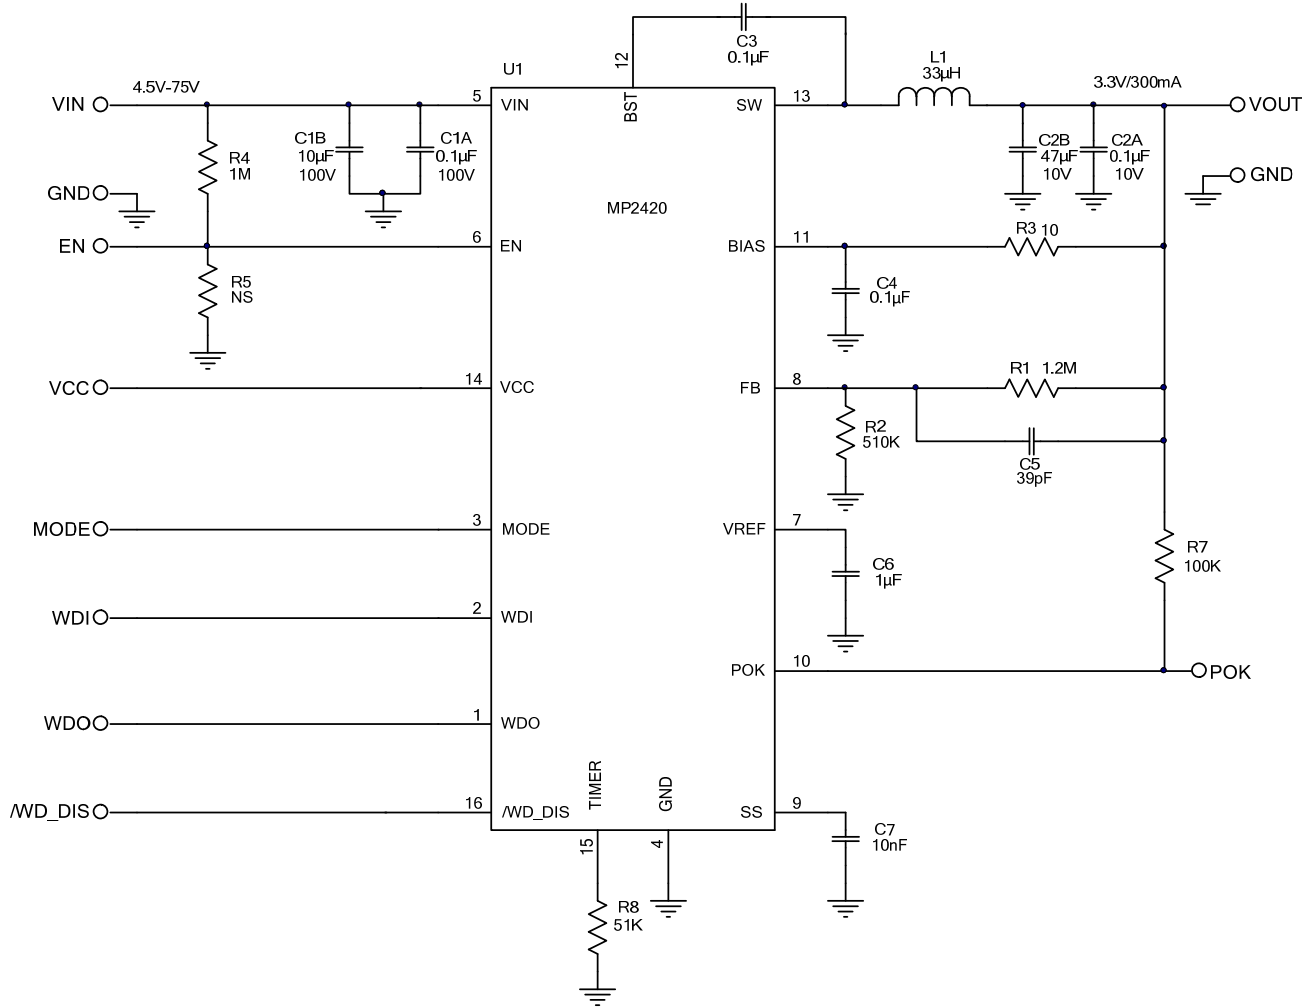 C3
0.1µF
12
U1
L1
33µH
4.5V-75V
3.3V/300mA
VIN
5
VIN
BST
SW
13
VOUT
C1B
10µF
100V
C1A
0.1µF
100V
C2B
47µF
10V
C2A
0.1µF
10V
R4
1M
GND
GND
MP2420
EN
6
EN
BIAS
11
R3 10
R5
NS
C4
0.1µF
VCC
14
VCC
FB
8
R1 1.2M
R2
510K
C5
39pF
MODE
3
MODE
VREF
7
C6
1µF
R7
100K
WDI
2
WDI
POK
10
POK
WDO
1
WDO
TIMER
GND
/WD_DIS
16
/WD_DIS
SS
9
C7
10nF
15
4
R8
51K